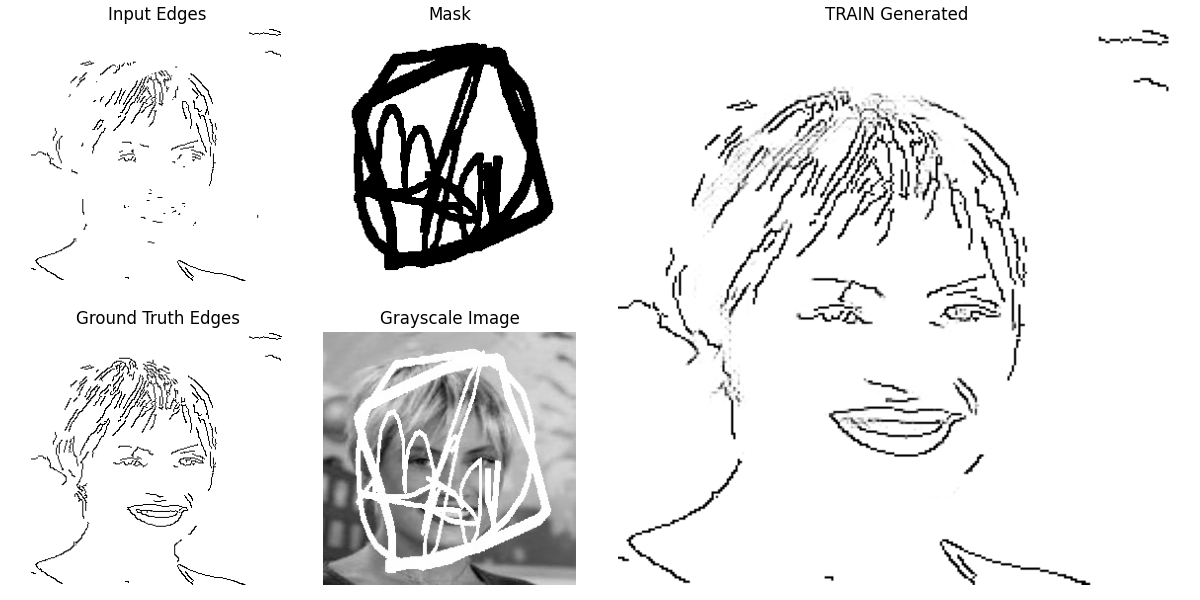 Input Edges
Mask
TRAIN Generated
Ground Truth Edges
Grayscale Image